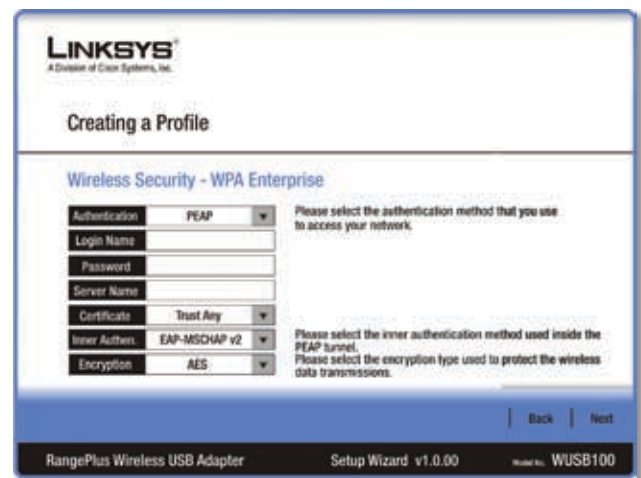 LINKSYS®
A Division of Cisco Systems, Inc.
Creating a Profile
Wireless Security - WPA Enterprise
Authentication PEAP Please select the authentication method that you use
to access your network.
Login Name
Password
Server Name
Certificate Trust Any
Inner Authen. EAP-MSCHAP v2 Please select the inner authentication method used inside the
PEAP tunnel.
Encryption AES Please select the encryption type used to protect the wireless
data transmissions.
Back Next
RangePlus Wireless USB Adapter Setup Wizard v1.0.00 Model No. WUSB100